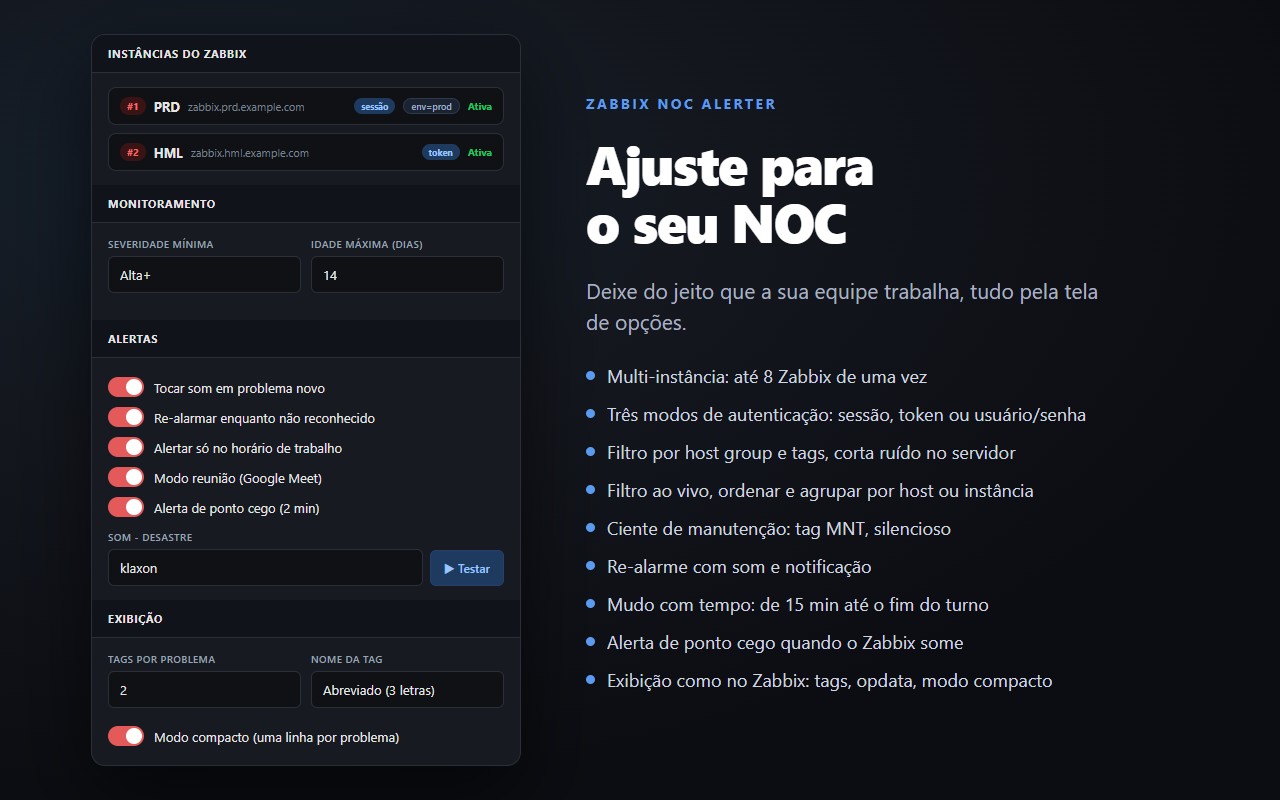 INSTÂNCIAS DO ZABBIX
#1 PRD zabbix.prd.example.com sessão env=prod Ativa
#2 HML zabbix.hml.example.com token Ativa
MONITORAMENTO
SEVERIDADE MÍNIMA IDADE MÁXIMA (DIAS)
Alta+ 14
ALERTAS
Tocar som em problema novo
Re-alarmar enquanto não reconhecido
Alertar só no horário de trabalho
Modo reunião (Google Meet)
Alerta de ponto cego (2 min)
SOM - DESASTRE
klaxon ▶ Testar
EXIBIÇÃO
TAGS POR PROBLEMA NOME DA TAG
2 Abreviado (3 letras)
Modo compacto (uma linha por problema)
ZABBIX NOC ALERTER
Ajuste para
o seu NOC
Deixe do jeito que a sua equipe trabalha, tudo pela tela
de opções.
Multi-instância: até 8 Zabbix de uma vez
Três modos de autenticação: sessão, token ou usuário/senha
Filtro por host group e tags, corta ruído no servidor
Filtro ao vivo, ordenar e agrupar por host ou instância
Ciente de manutenção: tag MNT, silencioso
Re-alarme com som e notificação
Mudo com tempo: de 15 min até o fim do turno
Alerta de ponto cego quando o Zabbix some
Exibição como no Zabbix: tags, opdata, modo compacto